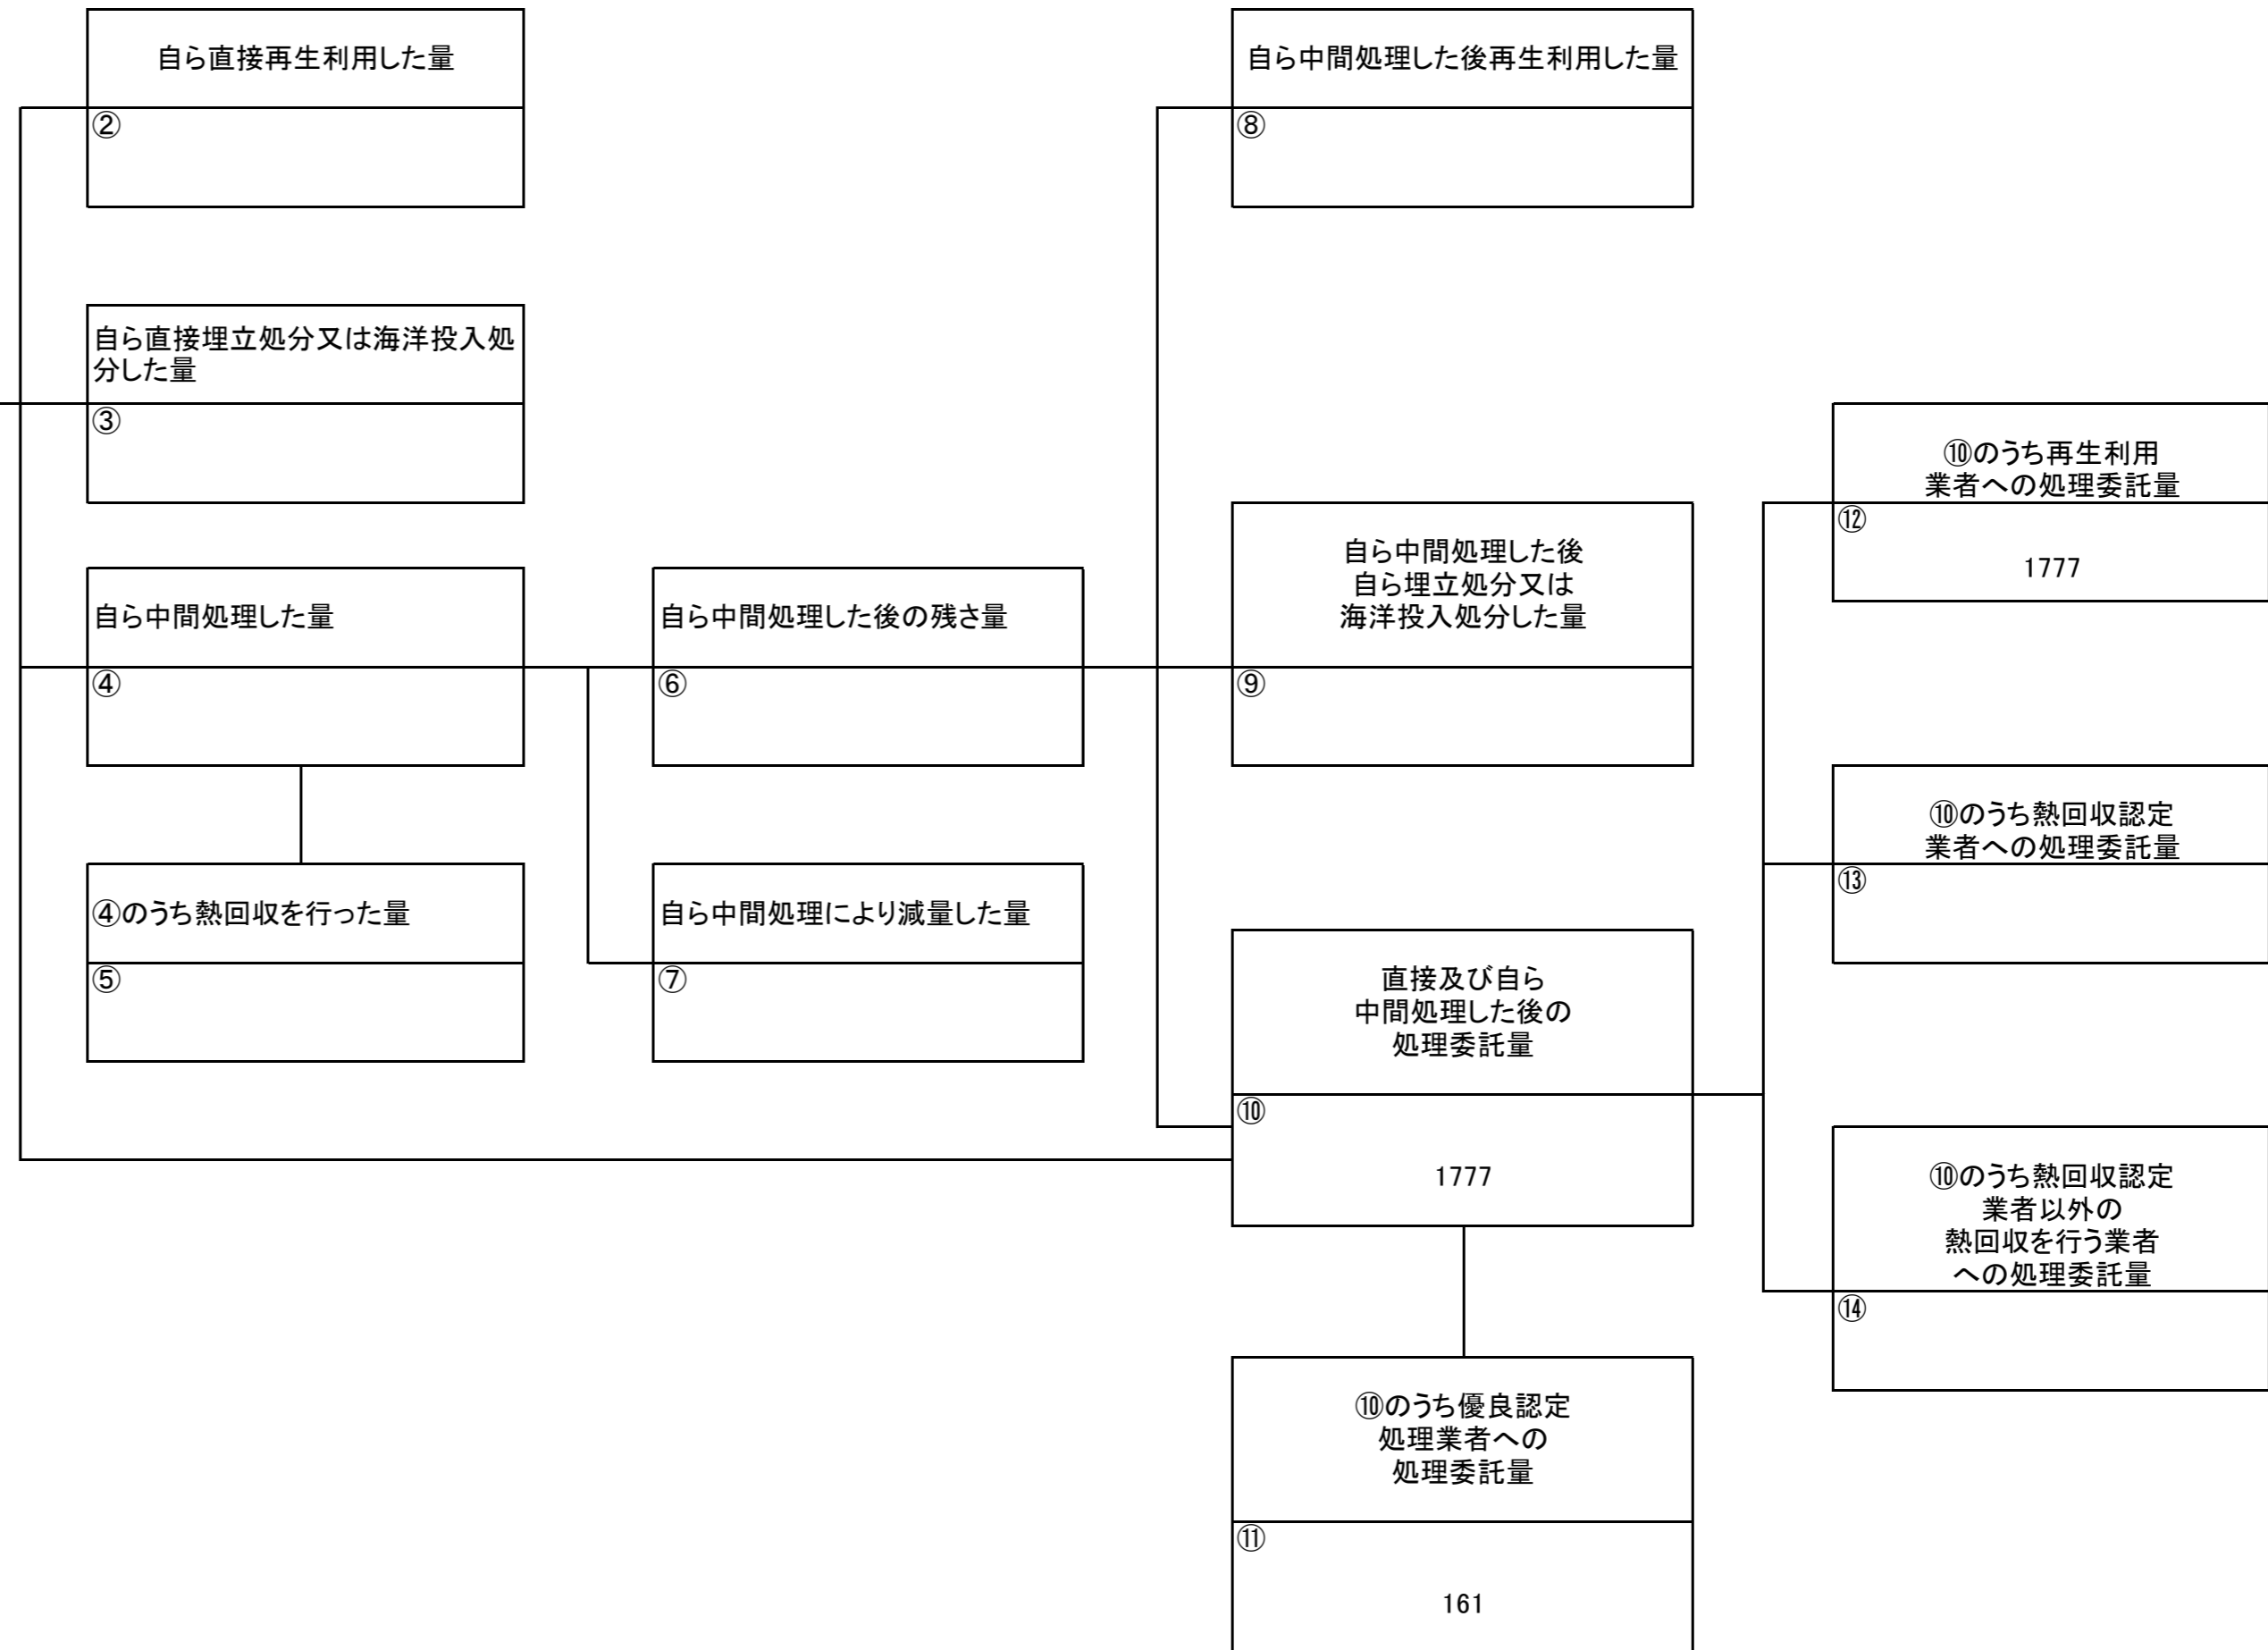 自ら直接再生利用した量
②
自ら中間処理した後再生利用した量
⑧
自ら直接埋立処分又は海洋投入処
分した量
③
⑩のうち再生利用
業者への処理委託量
⑫
1777
自ら中間処理した量
④
自ら中間処理した後の残さ量
⑥
自ら中間処理した後
自ら埋立処分又は
海洋投入処分した量
⑨
⑩のうち熱回収認定
業者への処理委託量
⑬
④のうち熱回収を行った量
⑤
自ら中間処理により減量した量
⑦
直接及び自ら
中間処理した後の
処理委託量
⑩
1777
⑩のうち熱回収認定
業者以外の
熱回収を行う業者
への処理委託量
⑭
⑩のうち優良認定
処理業者への
処理委託量
⑪
161